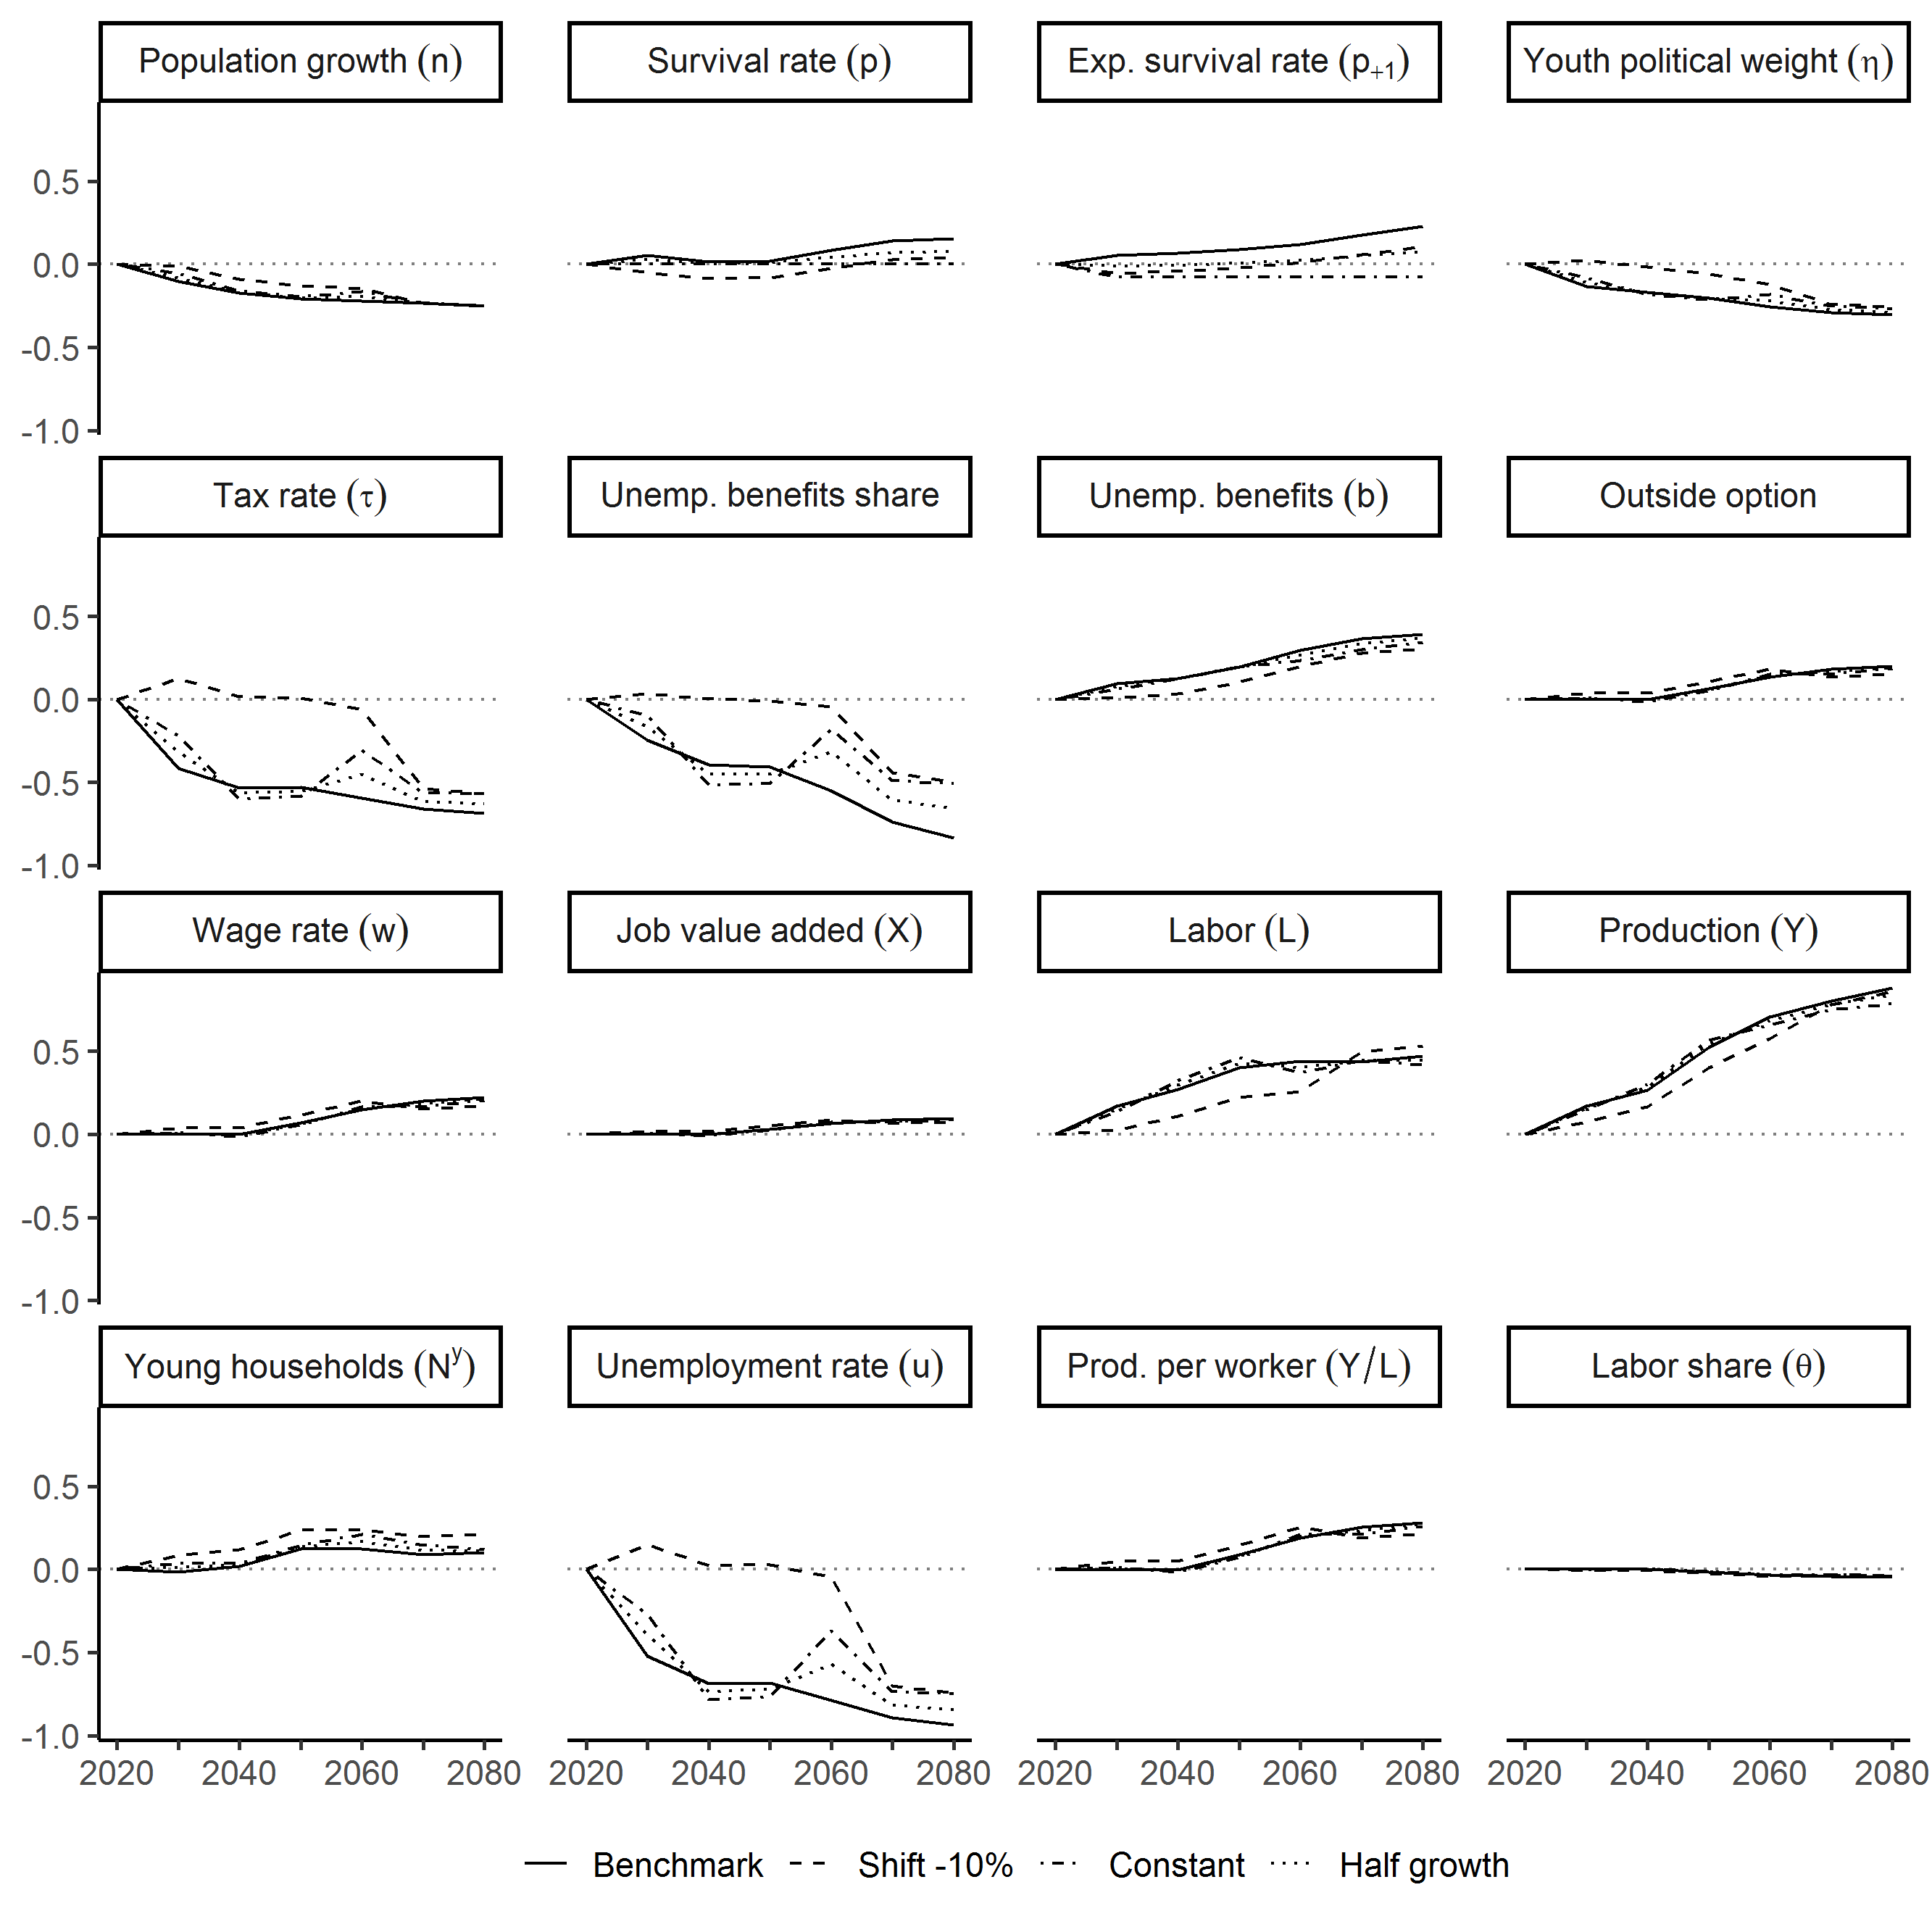 Population growth (n)
Survival rate (p)
Exp. survival rate (p+1)
Youth political weight (η)
0.5
0.0
-0.5
-1.0
Tax rate (τ)
Unemp. benefits share
Unemp. benefits (b)
Outside option
0.5
0.0
-0.5
-1.0
Wage rate (w)
Job value added (X)
Labor (L)
Production (Y)
0.5
0.0
-0.5
-1.0
Young households (Nʸ)
Unemployment rate (u)
Prod. per worker (Y/L)
Labor share (θ)
0.5
0.0
-0.5
-1.0
2020 2040 2060 2080
2020 2040 2060 2080
2020 2040 2060 2080
2020 2040 2060 2080
Benchmark
Shift -10%
Constant
Half growth